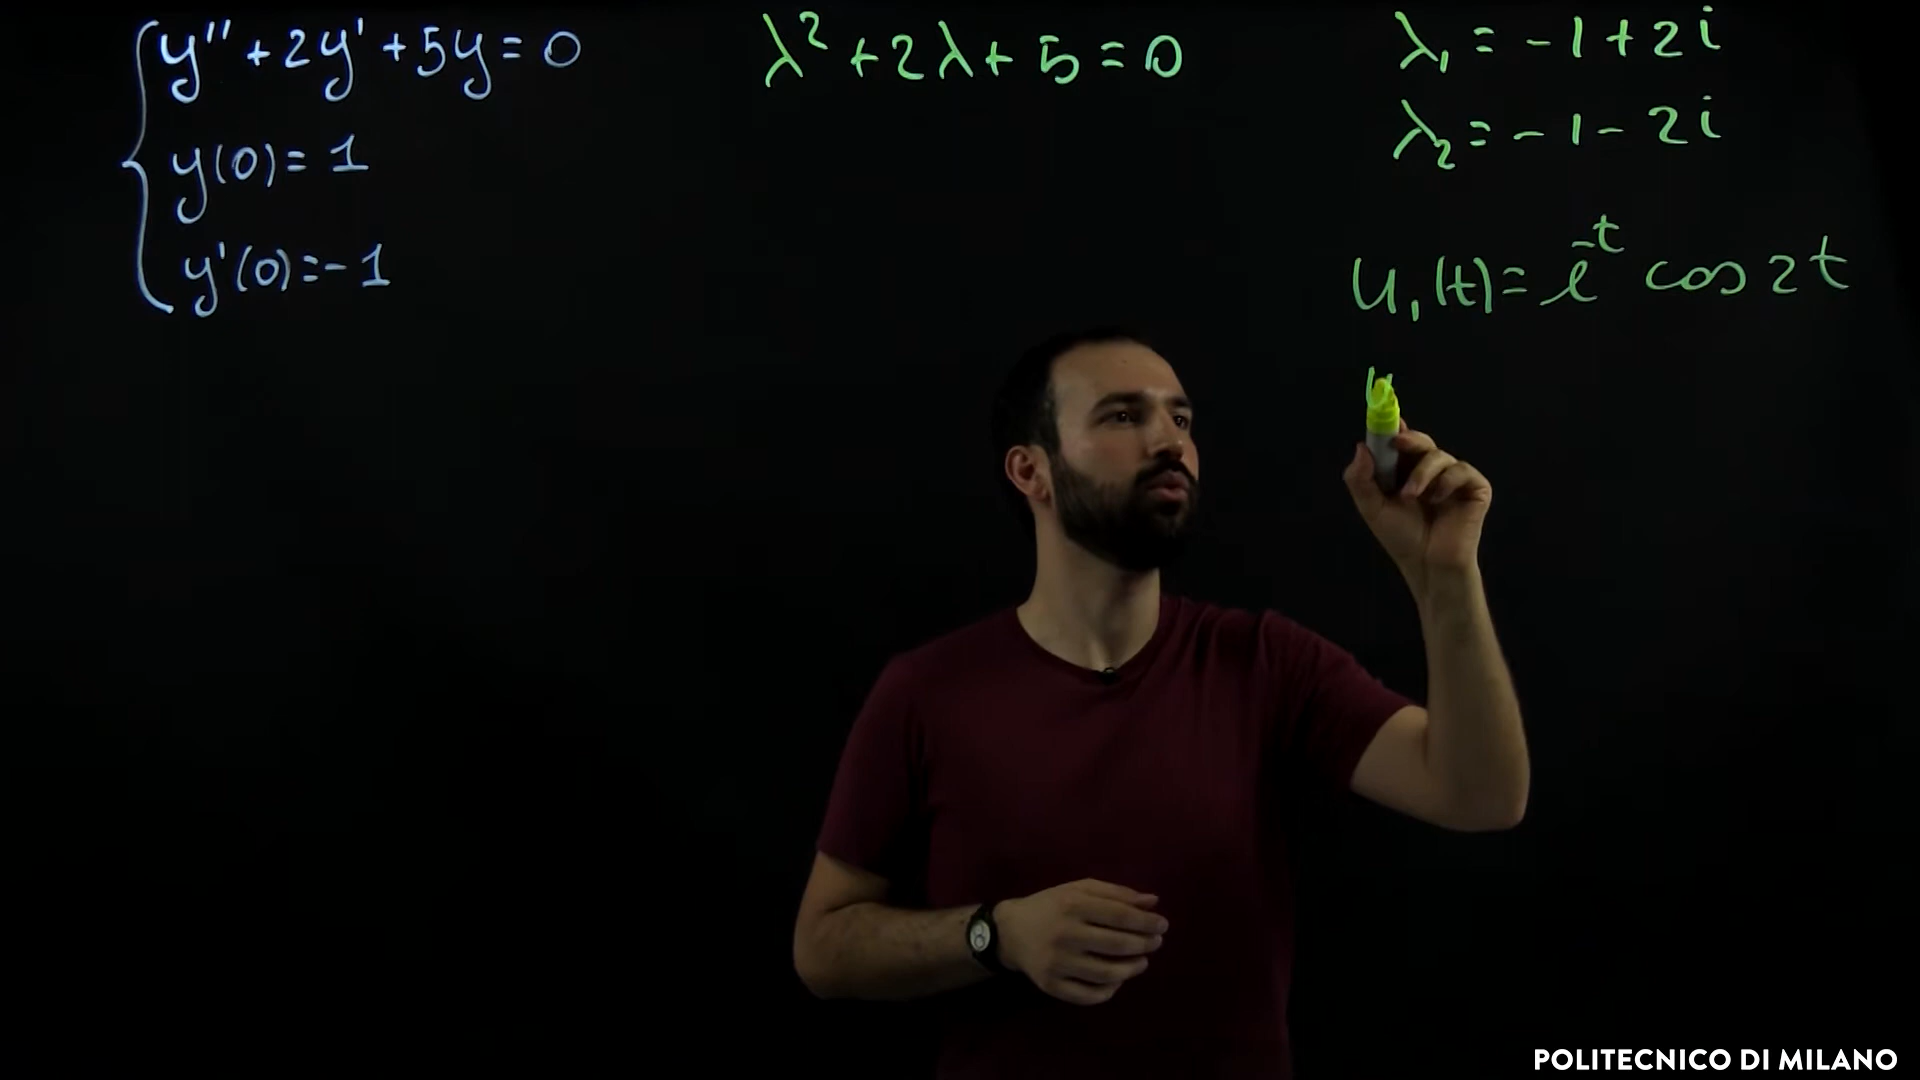 y'' + 2y' + 5y = 0
y(0) = 1
y'(0) = -1
λ² + 2λ + 5 = 0
λ₁ = -1 + 2i
λ₂ = -1 - 2i
u₁(t) = e⁻ᵗ cos 2t
POLITECNICO DI MILANO